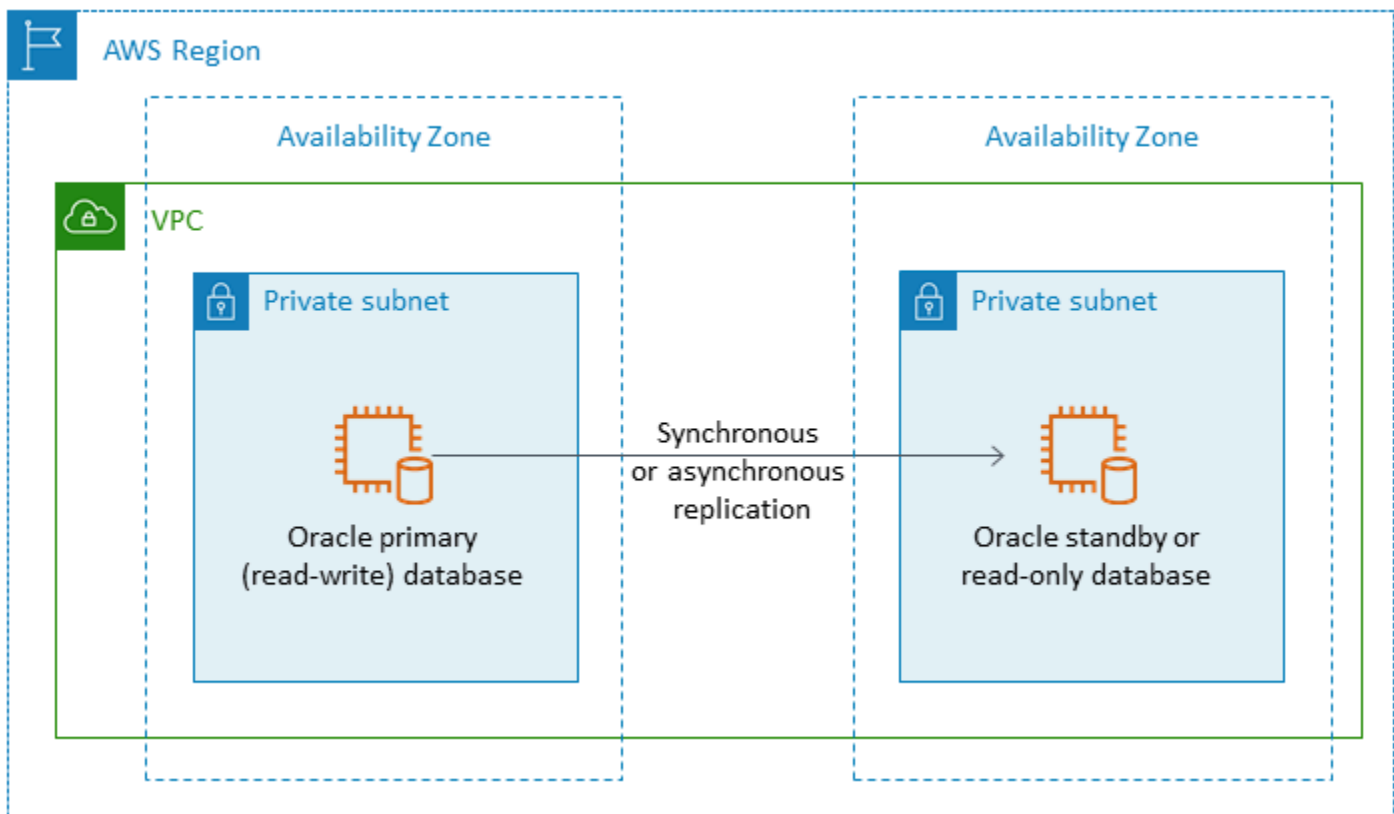 AWS Region
Availability Zone
Availability Zone
VPC
Private subnet
Private subnet
Synchronous
or asynchronous
replication
Oracle primary
(read-write) database
Oracle standby or
read-only database